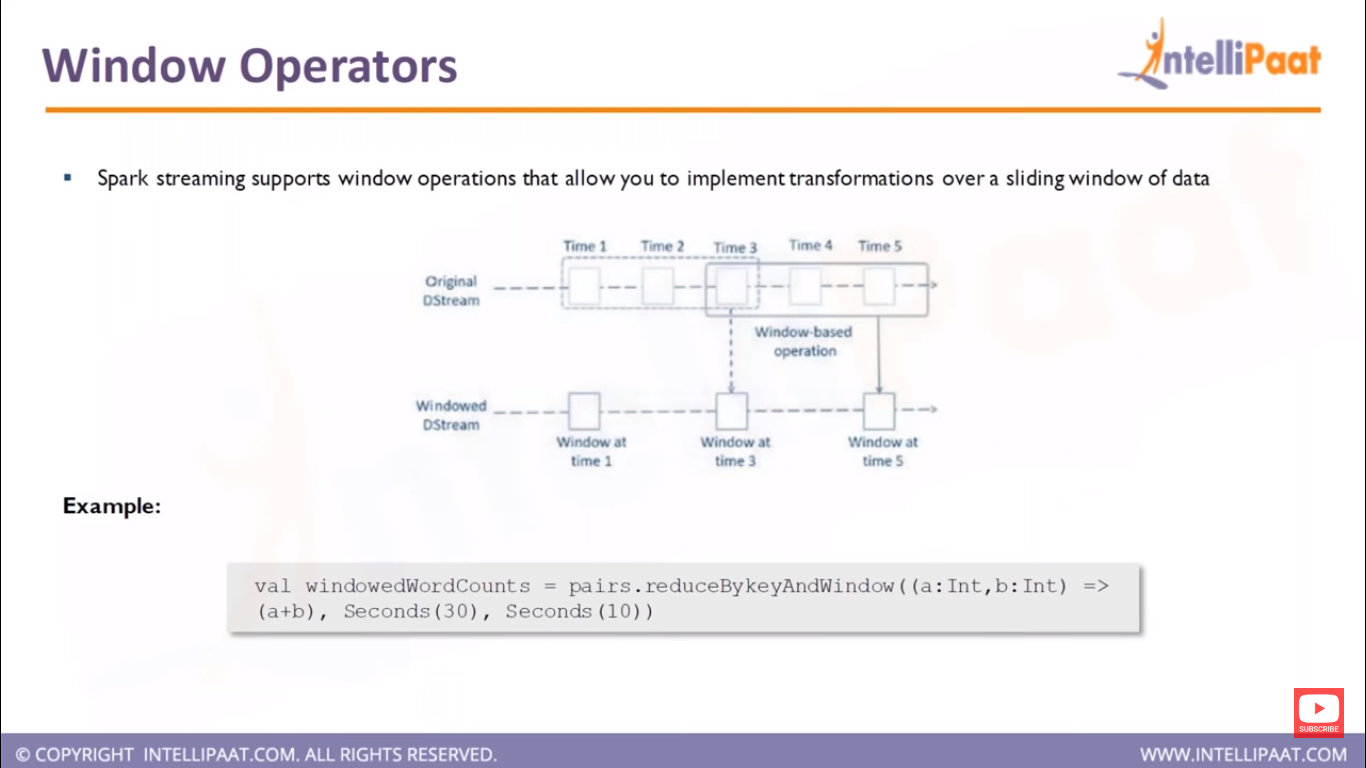 Window Operators
IntelliPaat
Spark streaming supports window operations that allow you to implement transformations over a sliding window of data
Time 1 Time 2 Time 3 Time 4 Time 5
Original
DStream
Window-based
operation
Windowed
DStream
Window at
time 1
Window at
time 3
Window at
time 5
Example:
val windowedWordCounts = pairs.reduceBykeyAndWindow((a:Int,b:Int) =>
(a+b), Seconds(30), Seconds(10))
SUBSCRIBE
© COPYRIGHT INTELLIPAAT.COM. ALL RIGHTS RESERVED.
WWW.INTELLIPAAT.COM